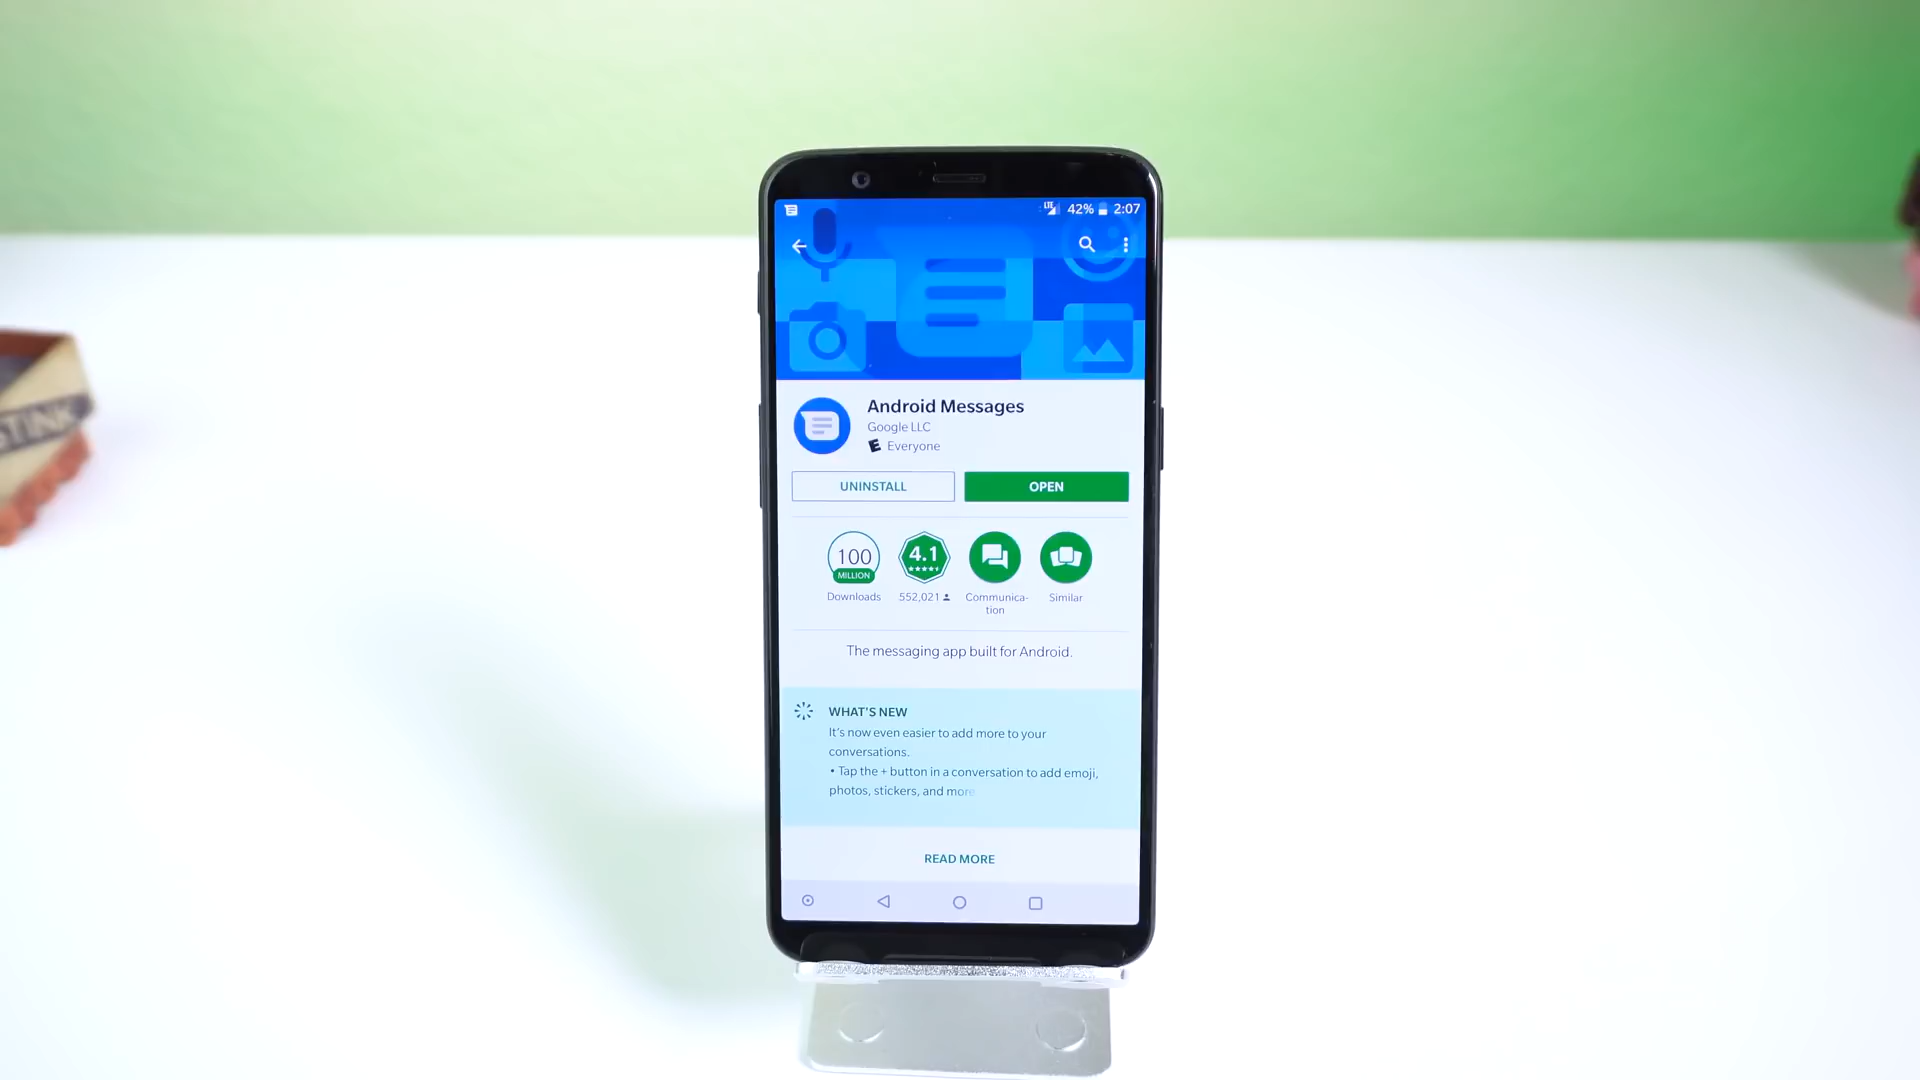 LTE 42% 2:07
Android Messages
Google LLC
E Everyone
UNINSTALL OPEN
100
MILLION
4.1
Downloads 552,021 Communica-
tion
Similar
The messaging app built for Android.
WHAT'S NEW
It's now even easier to add more to your
conversations.
• Tap the + button in a conversation to add emoji,
photos, stickers, and more
READ MORE
STINK